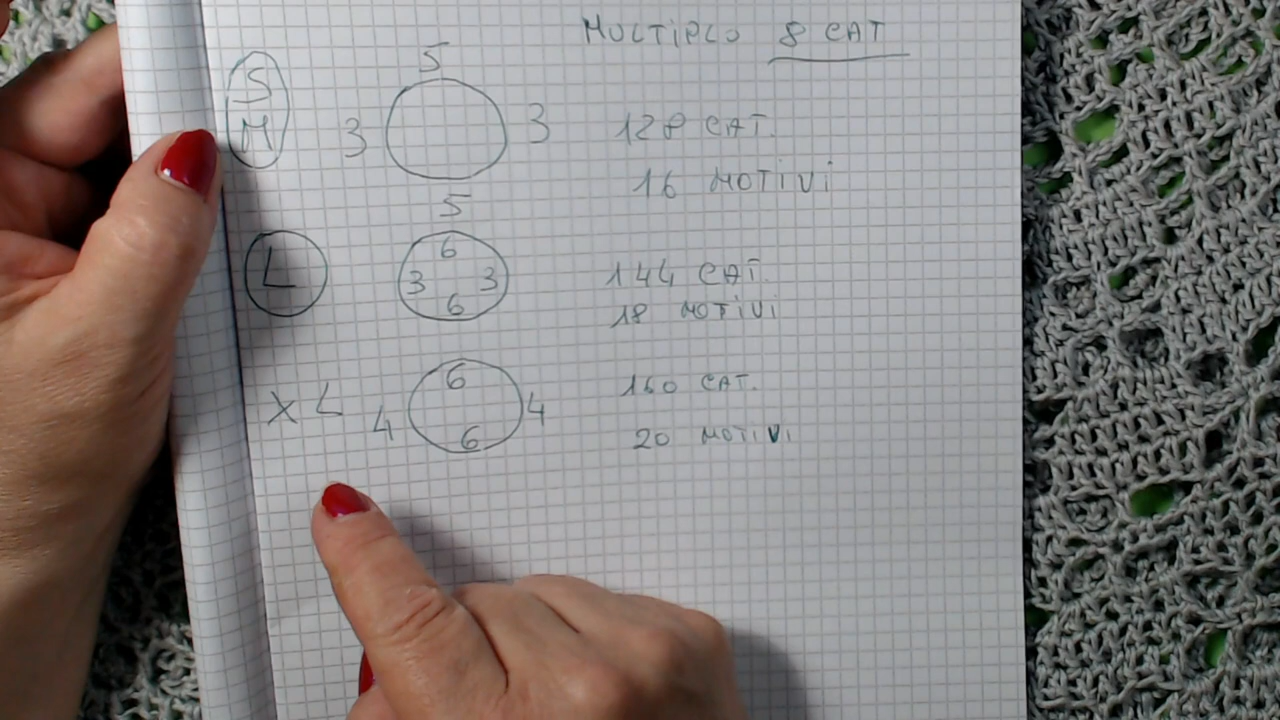 MULTIPLO 8 CAT
5
S
M
3 3 128 CAT.
16 MOTIVI
5
L
6
3 3 144 CAT.
6 18 MOTIVI
6 160 CAT.
XL 4 4
6 20 MOTIVI